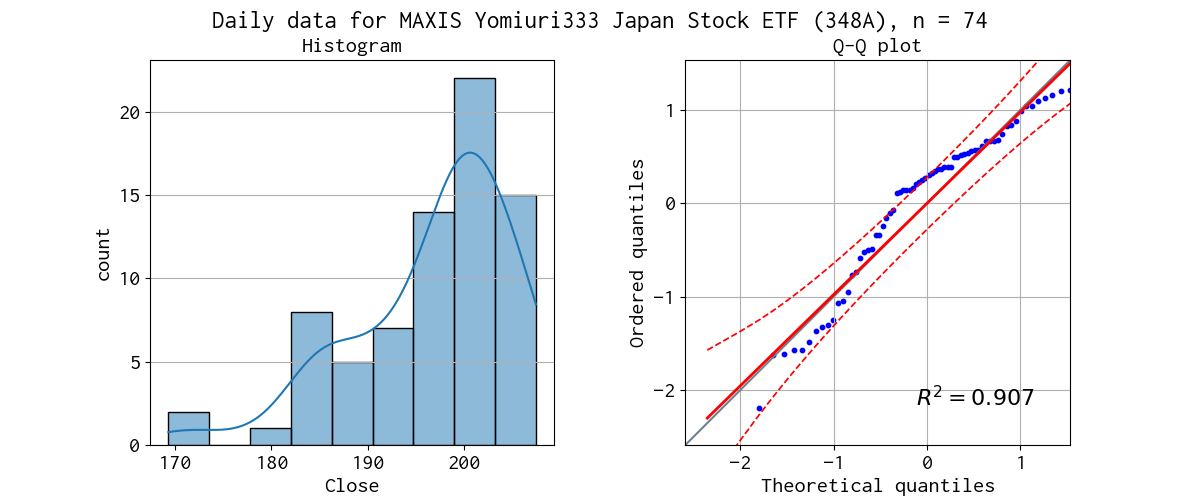 Daily data for MAXIS Yomiuri333 Japan Stock ETF (348A), n = 74
Histogram
count
20
15
10
5
0
170
180
190
200
Close
Q-Q plot
Ordered quantiles
1
0
−1
−2
R² = 0.907
−2
−1
0
1
Theoretical quantiles